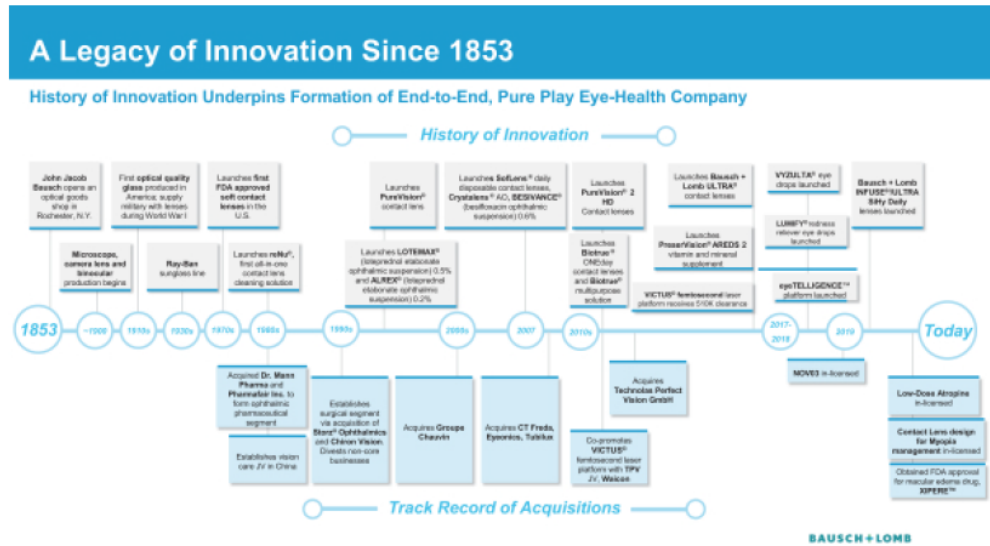 A Legacy of Innovation Since 1853
History of Innovation Underpins Formation of End-to-End, Pure Play Eye-Health Company
History of Innovation
John Jacob
Bausch opens an
optical goods
shop in
Rochester, N.Y.
First optical quality
glass produced in
America; supply
military with lenses
during World War I
Launches first
FDA approved
soft contact
lenses in the
U.S.
Launches
PureVision®
contact lens
Launches SofLens® daily
disposable contact lenses,
Crystalens® AO, BESIVANCE®
(besifloxacin ophthalmic
suspension) 0.6%
Launches
PureVision® 2
HD
Contact lenses
Launches Bausch +
Lomb ULTRA®
contact lenses
VYZULTA® eye
drops launched
Bausch + Lomb
INFUSE®/ULTRA
SiHy Daily
lenses launched
Microscope,
camera lens and
binocular
production begins
Ray-Ban
sunglass line
Launches renu®,
first all-in-one
contact lens
cleaning solution
Launches LOTEMAX®
(loteprednol etabonate
ophthalmic suspension) 0.5%
and ALREX® (loteprednol
etabonate ophthalmic
suspension) 0.2%
Launches
Biotrue®
ONEday
contact lenses
and Biotrue®
multipurpose
solution
Launches
PreserVision® AREDS 2
vitamin and mineral
supplement
LUMIFY® redness
reliever eye drops
launched
VICTUS® femtosecond laser
platform receives 510K clearance
eyeTELLIGENCE™
platform launched
1853
~1900
1910s
1930s
1970s
1980s
1990s
2000s
2007
2010s
2017-
2018
2019
Today
Acquired Dr. Mann
Pharma and
Pharmafair Inc. to
form ophthalmic
pharmaceutical
segment
Establishes vision
care JV in China
Establishes
surgical segment
via acquisition of
Storz® Ophthalmics
and Chiron Vision.
Divests non-core
businesses
Acquires Groupe
Chauvin
Acquires CT Freda,
Eyeonics, Tubilux
Acquires
Technolas Perfect
Vision GmbH
Co-promotes
VICTUS®
femtosecond laser
platform with TPV
JV, Waicon
NOV03 in-licensed
Low-Dose Atropine
in-licensed
Contact Lens design
for Myopia
management in-licensed
Obtained FDA approval
for macular edema drug,
XIPERE™
Track Record of Acquisitions
BAUSCH + LOMB